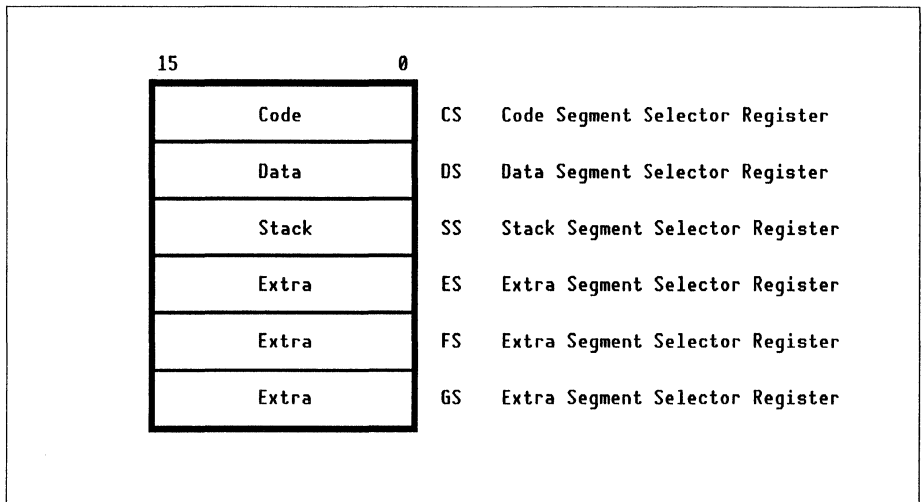 15 0
Code CS Code Segment Selector Register
Data DS Data Segment Selector Register
Stack SS Stack Segment Selector Register
Extra ES Extra Segment Selector Register
Extra FS Extra Segment Selector Register
Extra GS Extra Segment Selector Register